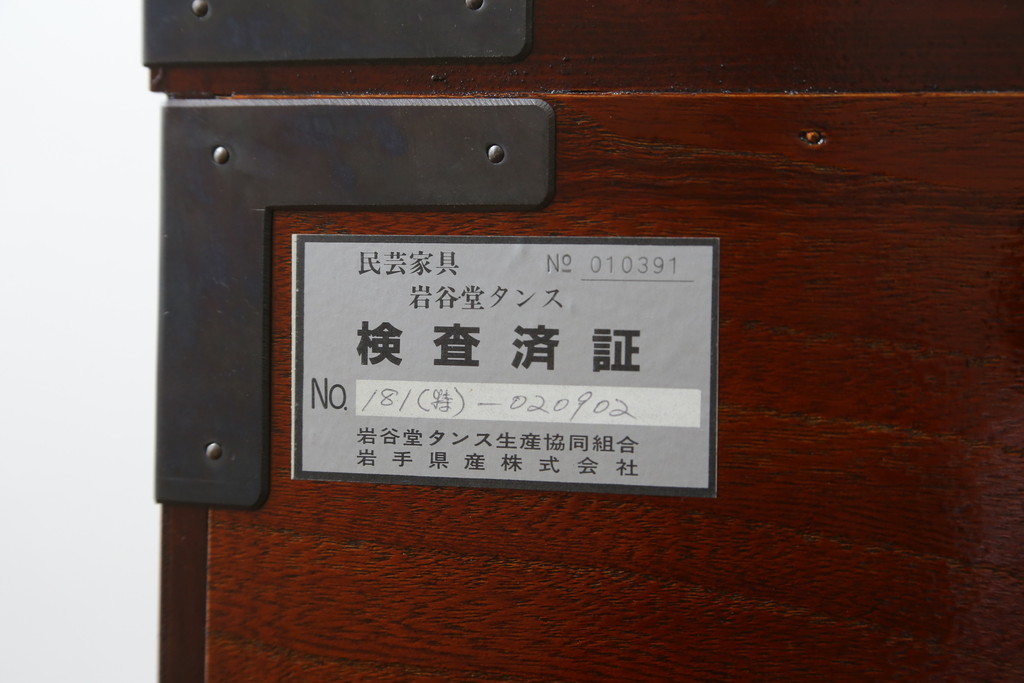 民芸家具 № 010391
岩谷堂タンス
検査済証
No. 181(特)-020902
岩谷堂タンス生産協同組合
岩手県産株式会社